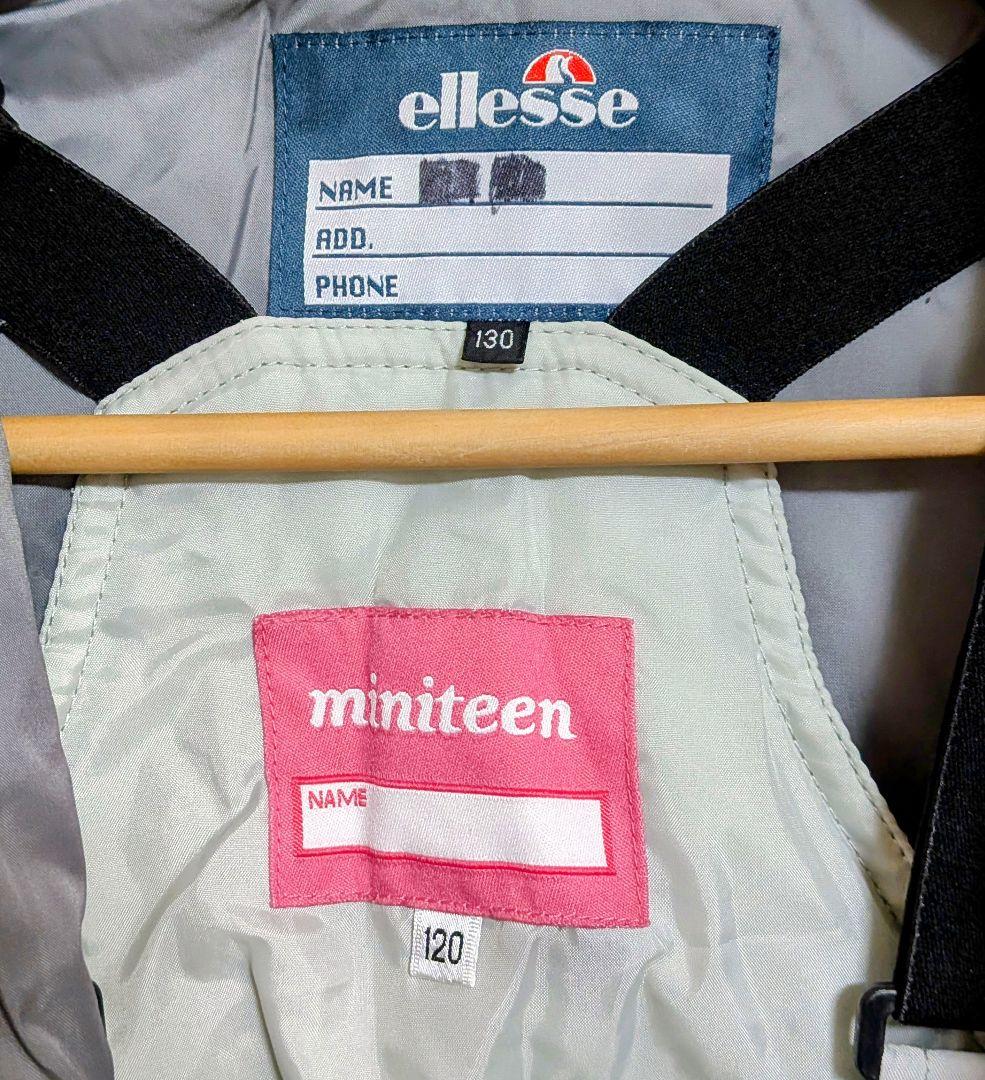 ellesse
NAME
ADD.
PHONE
130
miniteen
NAME
120